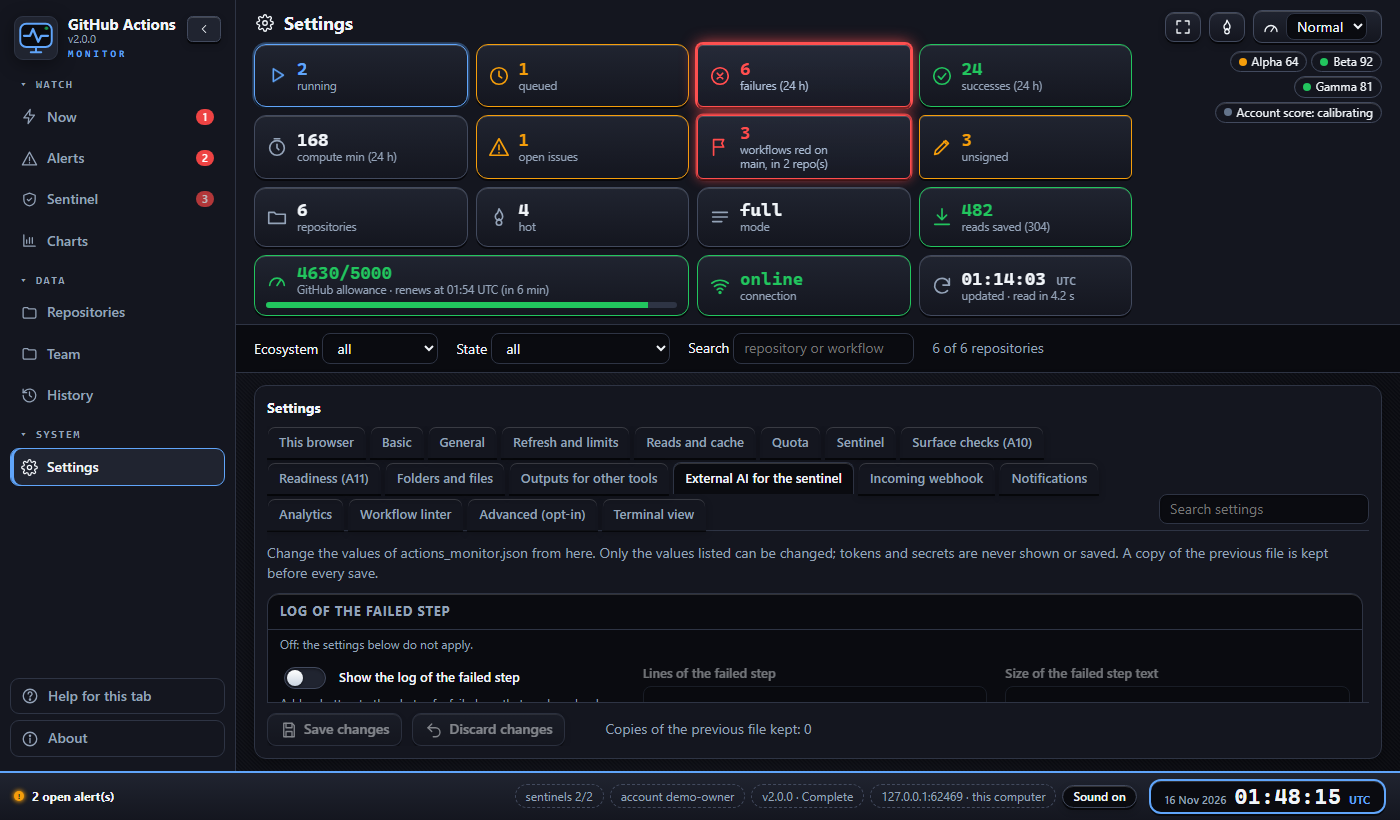 GitHub Actions
v2.0.0
MONITOR
WATCH
Now 1
Alerts 2
Sentinel 3
Charts
DATA
Repositories
Team
History
SYSTEM
Settings
Help for this tab
About
Settings
Normal
Alpha 64
Beta 92
Gamma 81
Account score: calibrating
2
running
1
queued
6
failures (24 h)
24
successes (24 h)
168
compute min (24 h)
1
open issues
3
workflows red on
main, in 2 repo(s)
3
unsigned
6
repositories
4
hot
full
mode
482
reads saved (304)
4630/5000
GitHub allowance · renews at 01:54 UTC (in 6 min)
online
connection
01:14:03 UTC
updated · read in 4.2 s
Ecosystem all State all Search repository or workflow 6 of 6 repositories
Settings
This browser Basic General Refresh and limits Reads and cache Quota Sentinel Surface checks (A10)
Readiness (A11) Folders and files Outputs for other tools External AI for the sentinel Incoming webhook Notifications
Analytics Workflow linter Advanced (opt-in) Terminal view Search settings
Change the values of actions_monitor.json from here. Only the values listed can be changed; tokens and secrets are never shown or saved. A copy of the previous file is kept
before every save.
LOG OF THE FAILED STEP
Off: the settings below do not apply.
Show the log of the failed step
Lines of the failed step
Size of the failed step text
Save changes Discard changes Copies of the previous file kept: 0
2 open alert(s) sentinels 2/2 account demo-owner v2.0.0 · Complete 127.0.0.1:62469 · this computer Sound on 16 Nov 2026 01:48:15 UTC